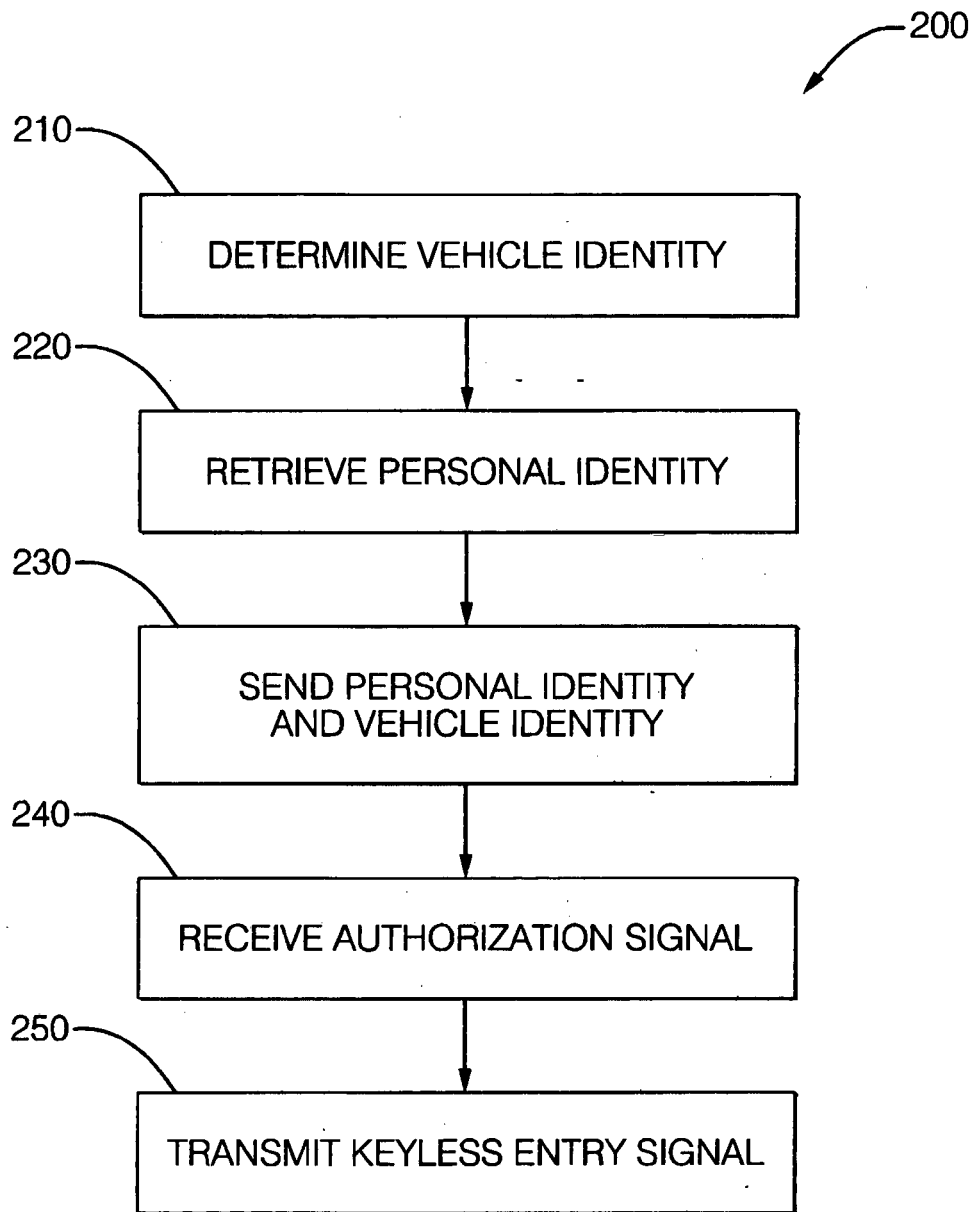 200
210
DETERMINE VEHICLE IDENTITY
220
RETRIEVE PERSONAL IDENTITY
230
SEND PERSONAL IDENTITY
AND VEHICLE IDENTITY
240
RECEIVE AUTHORIZATION SIGNAL
250
TRANSMIT KEYLESS ENTRY SIGNAL